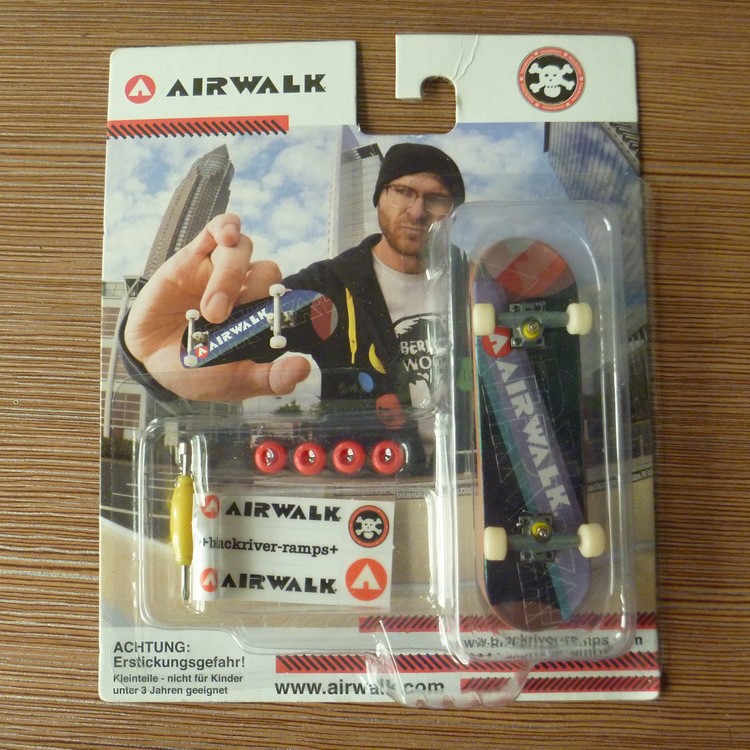 AIRWALK
AIRWALK
AIRWALK
AIRWALK
+blackriver-ramps+
AIRWALK
ACHTUNG:
Erstickungsgefahr!
Kleinteile - nicht für Kinder
unter 3 Jahren geeignet
www.airwalk.com